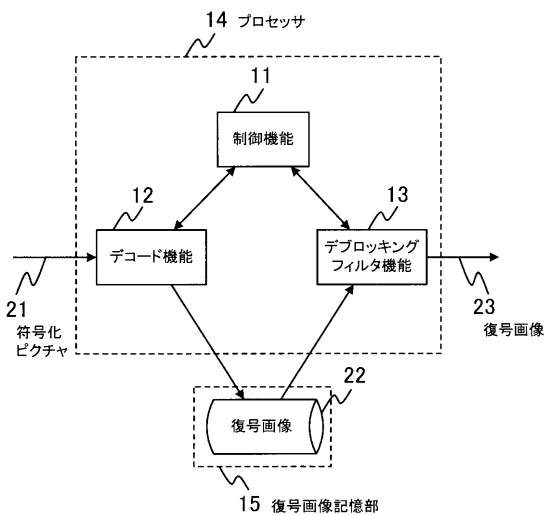 14 プロセッサ
11
制御機能
12
デコード機能
13
デブロッキング
フィルタ機能
21
符号化
ピクチャ
23
復号画像
22
復号画像
15 復号画像記憶部